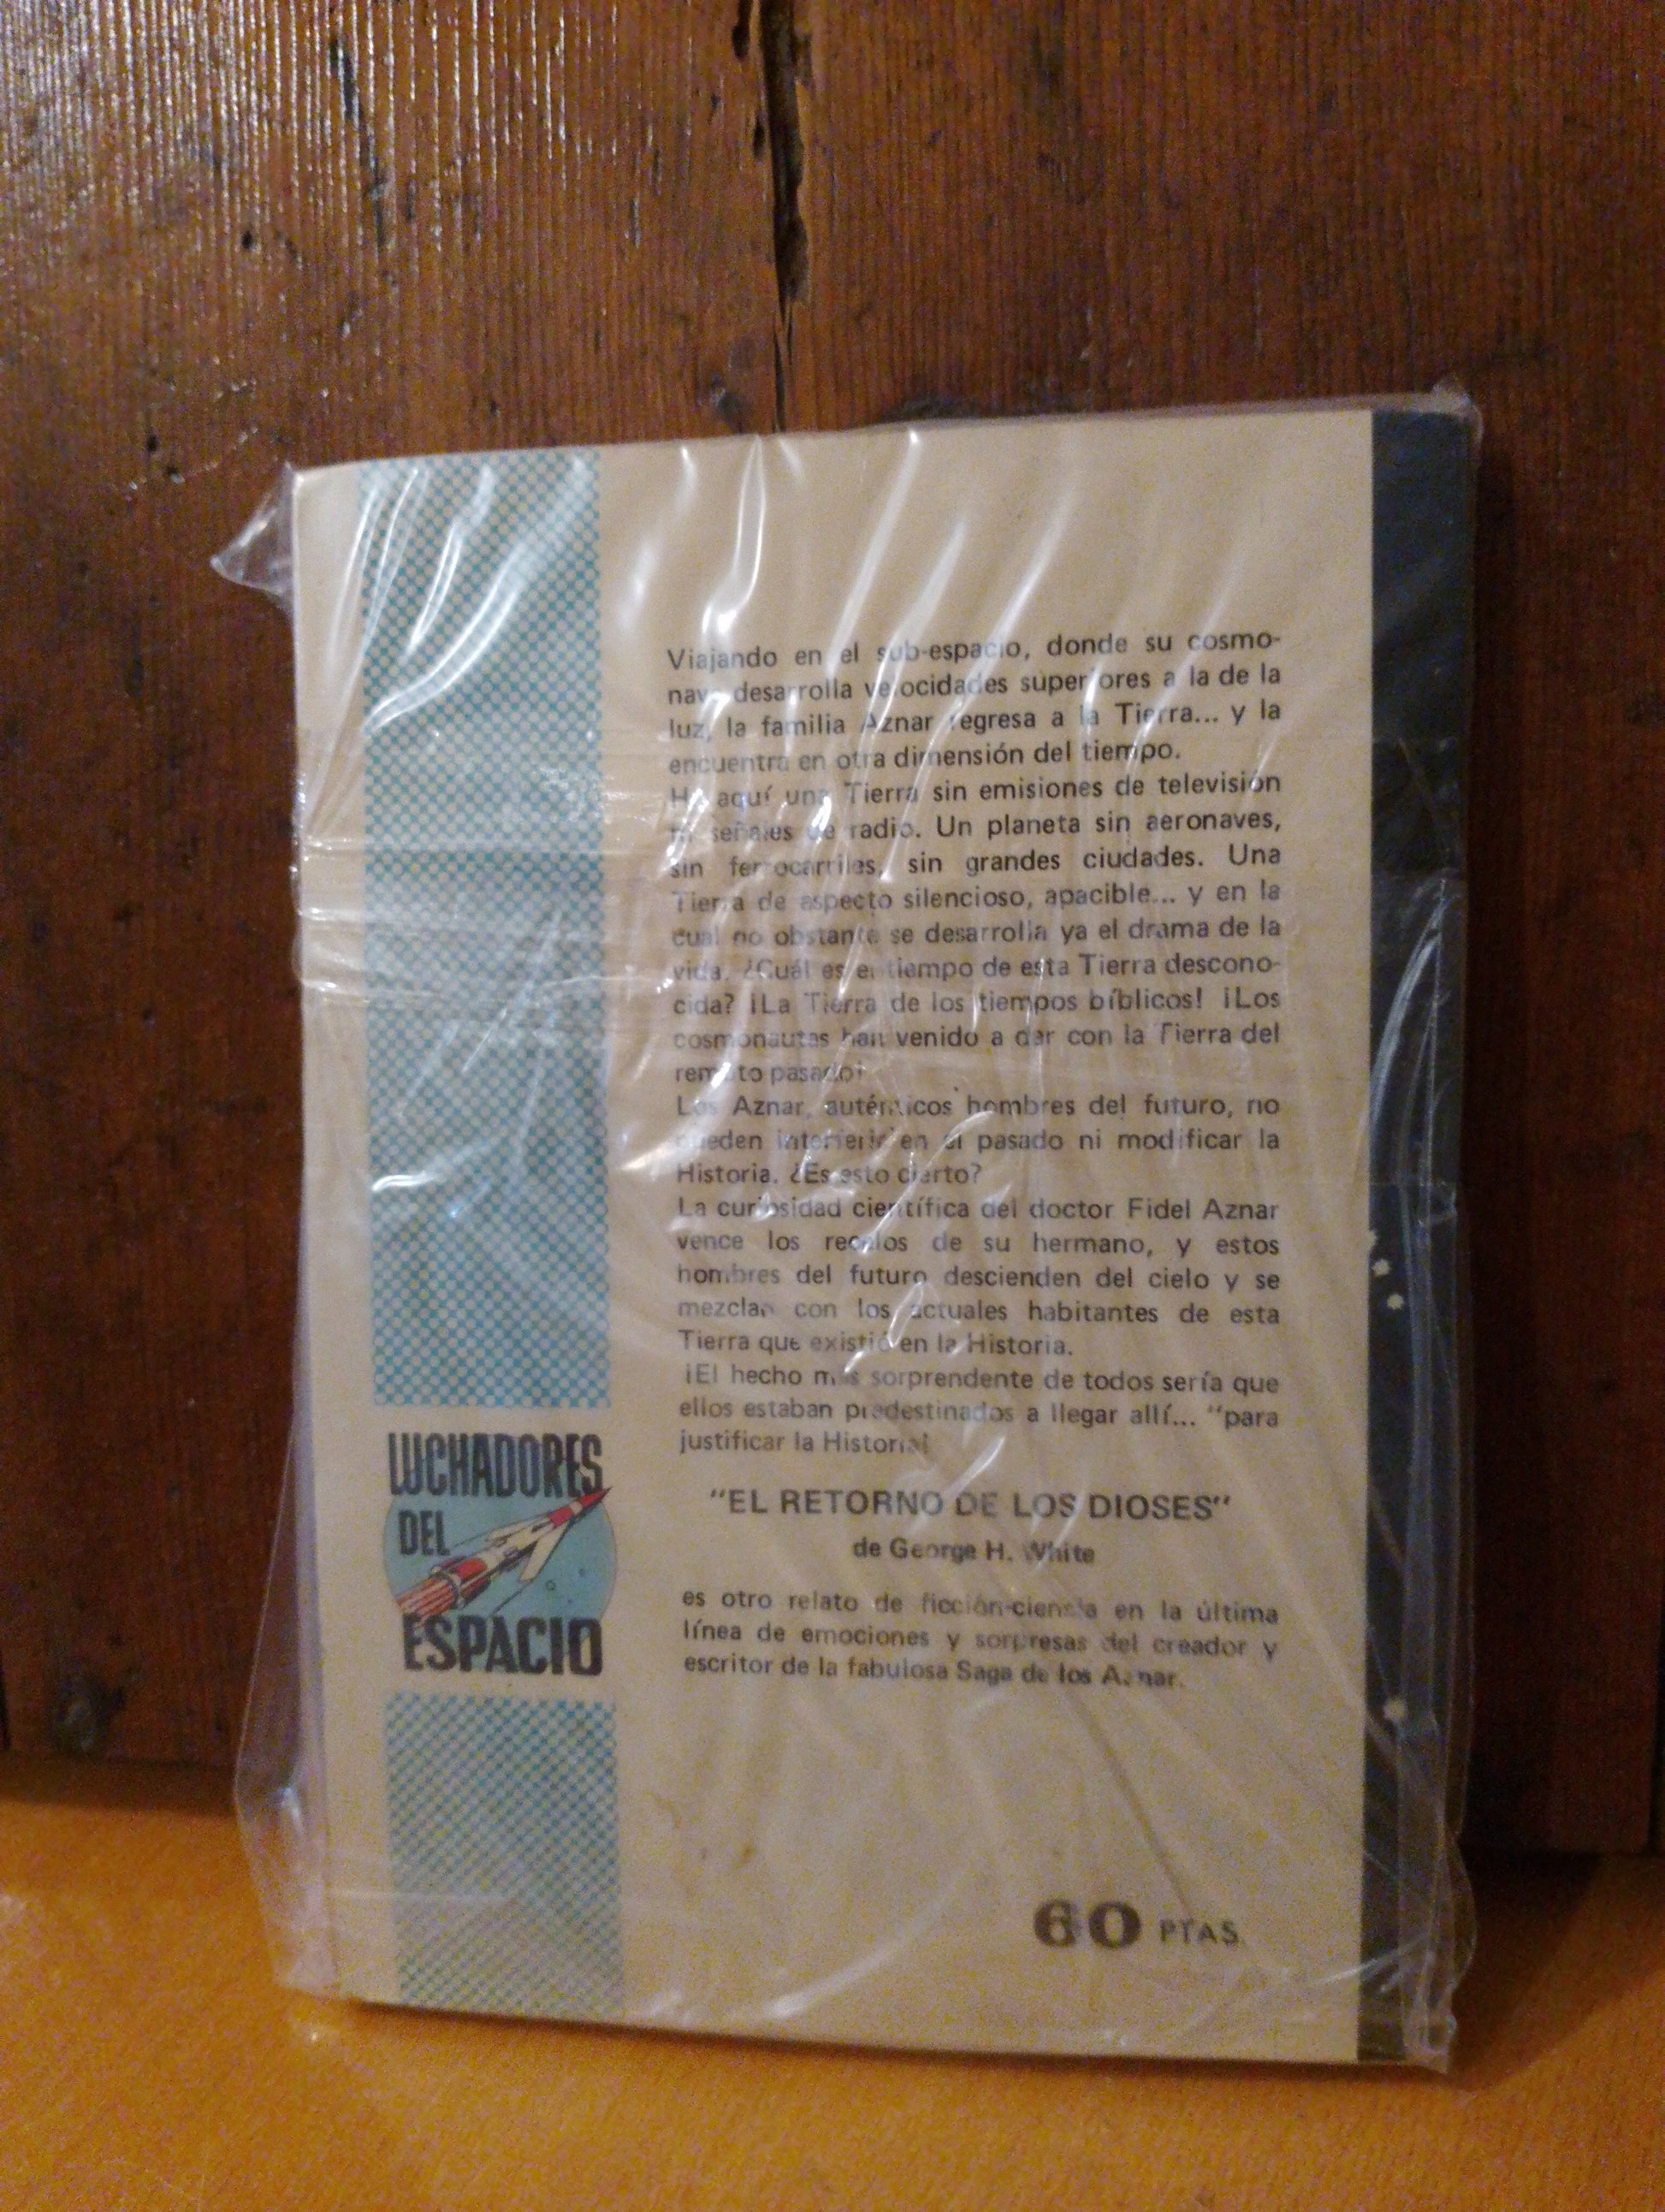 Viajando en el sub-espacio, donde su cosmo-
nave desarrolla velocidades superiores a la de la
luz, la familia Aznar regresa a la Tierra... y la
encuentra en otra dimensión del tiempo.
He aquí una Tierra sin emisiones de televisión
ni señales de radio. Un planeta sin aeronaves,
sin ferrocarriles, sin grandes ciudades. Una
Tierra de aspecto silencioso, apacible... y en la
cual no obstante se desarrolla ya el drama de la
vida. ¿Cuál es el tiempo de esta Tierra descono-
cida? ¡La Tierra de los tiempos bíblicos! ¡Los
cosmonautas han venido a dar con la Tierra del
remoto pasado!
Los Aznar, auténticos hombres del futuro, no
pueden interferir en el pasado ni modificar la
Historia. ¿Es esto cierto?
La curiosidad científica del doctor Fidel Aznar
vence los recelos de su hermano, y estos
hombres del futuro descienden del cielo y se
mezclan con los actuales habitantes de esta
Tierra que existió en la Historia.
¡El hecho más sorprendente de todos sería que
ellos estaban predestinados a llegar allí... "para
justificar la Historia!
LUCHADORES
DEL
ESPACIO
"EL RETORNO DE LOS DIOSES"
de George H. White
es otro relato de ficción-ciencia en la última
línea de emociones y sorpresas del creador y
escritor de la fabulosa Saga de los Aznar.
60 PTAS.